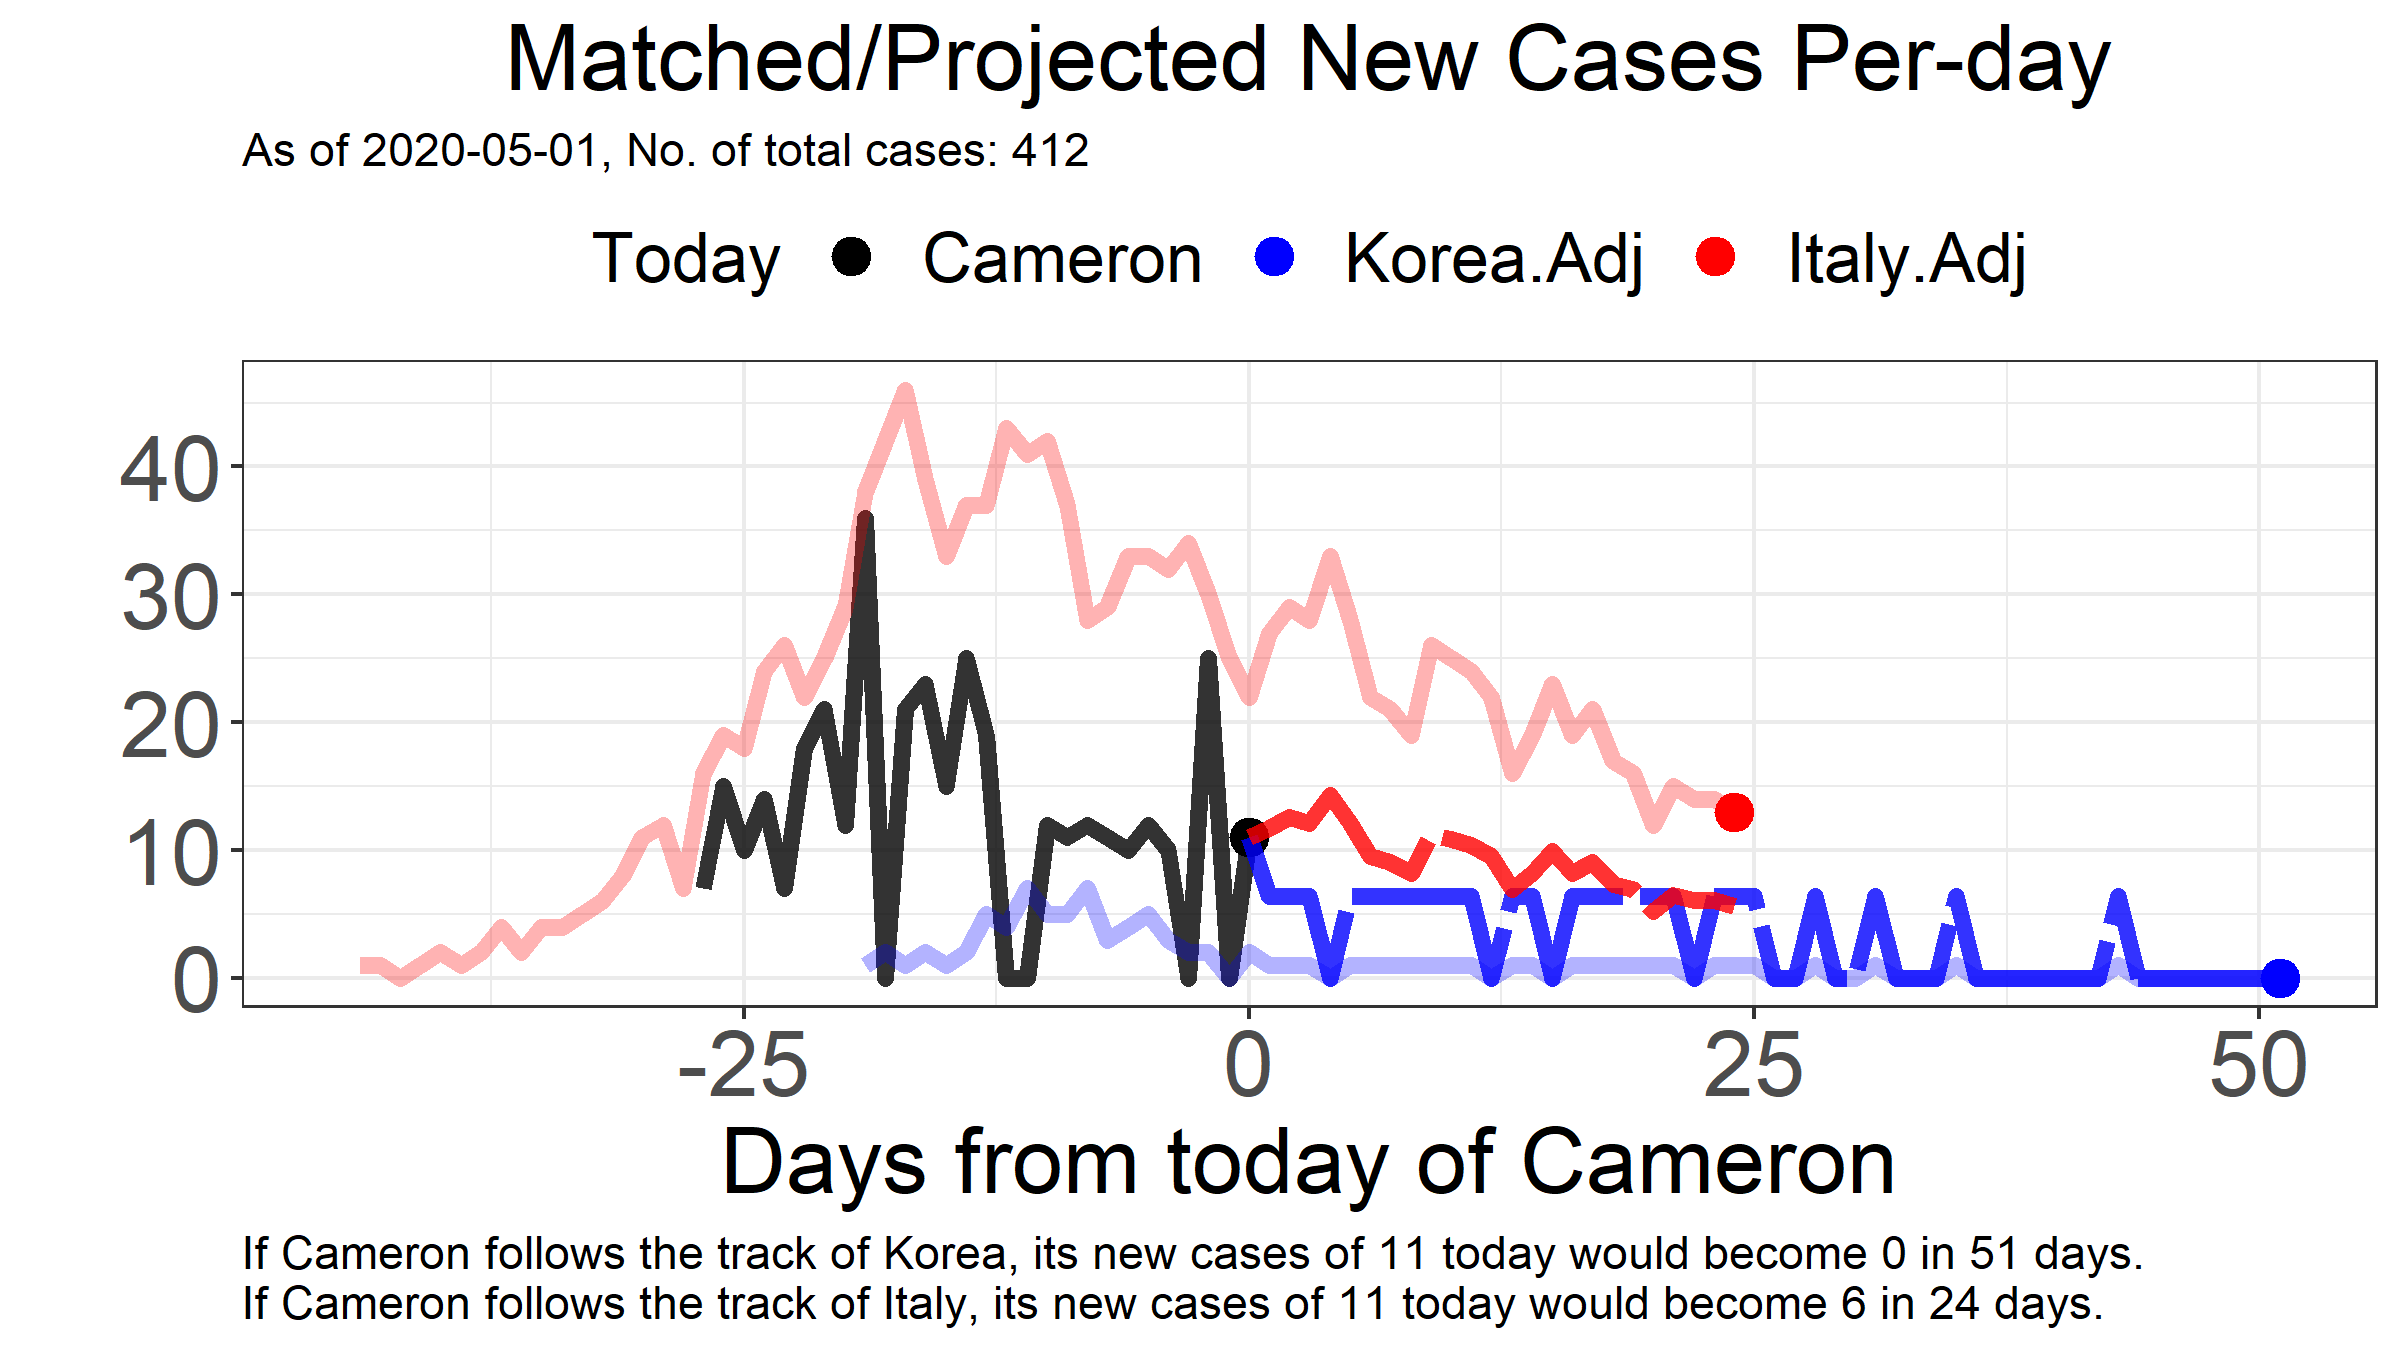 Matched/Projected New Cases Per-day
As of 2020-05-01, No. of total cases: 412
Today Cameron Korea.Adj Italy.Adj
40
30
20
10
0
-25 0 25 50
Days from today of Cameron
If Cameron follows the track of Korea, its new cases of 11 today would become 0 in 51 days.
If Cameron follows the track of Italy, its new cases of 11 today would become 6 in 24 days.